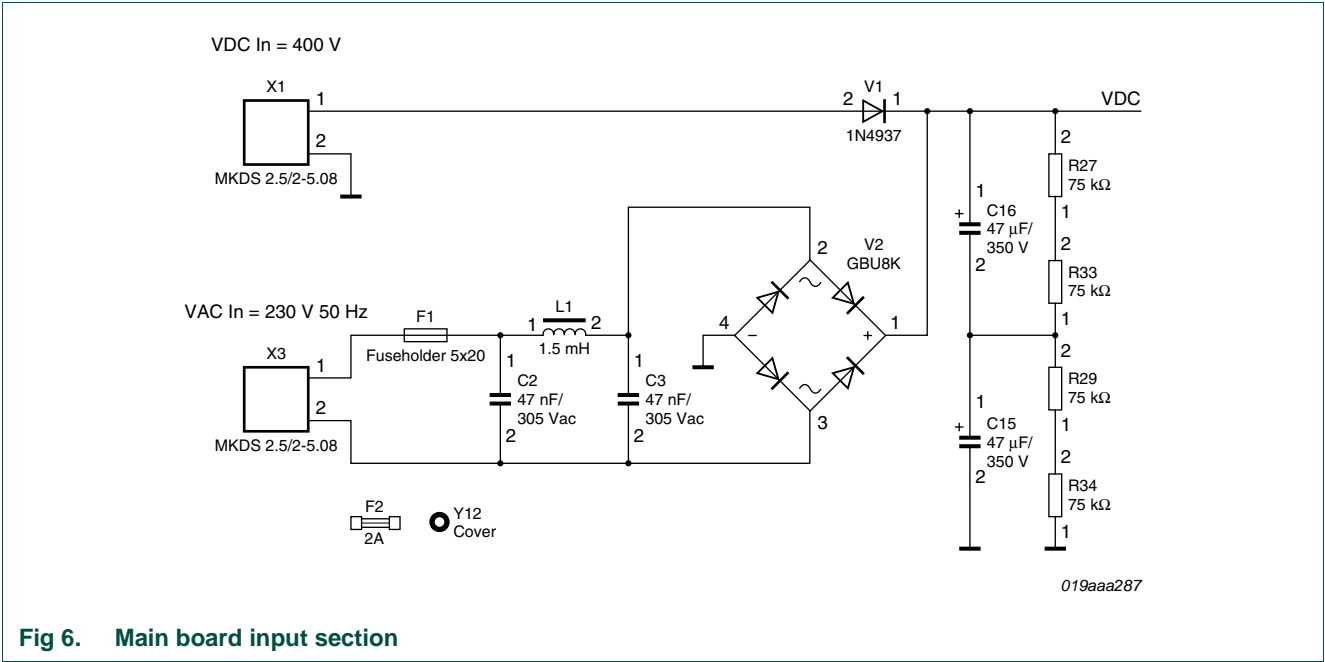 VDC In = 400 V
X1
1
2
MKDS 2.5/2-5.08
2
V1
1
1N4937
VDC
2
R27
75 kΩ
1
1
+
C16
47 μF/
350 V
2
2
R33
75 kΩ
1
VAC In = 230 V 50 Hz
X3
1
2
MKDS 2.5/2-5.08
F1
Fuseholder 5x20
1
L1
2
1.5 mH
1
C2
47 nF/
305 Vac
2
1
C3
47 nF/
305 Vac
2
2
V2
GBU8K
4
−
+
1
3
2
R29
75 kΩ
1
1
+
C15
47 μF/
350 V
2
2
R34
75 kΩ
1
F2
2A
Y12
Cover
019aaa287
Fig 6. Main board input section